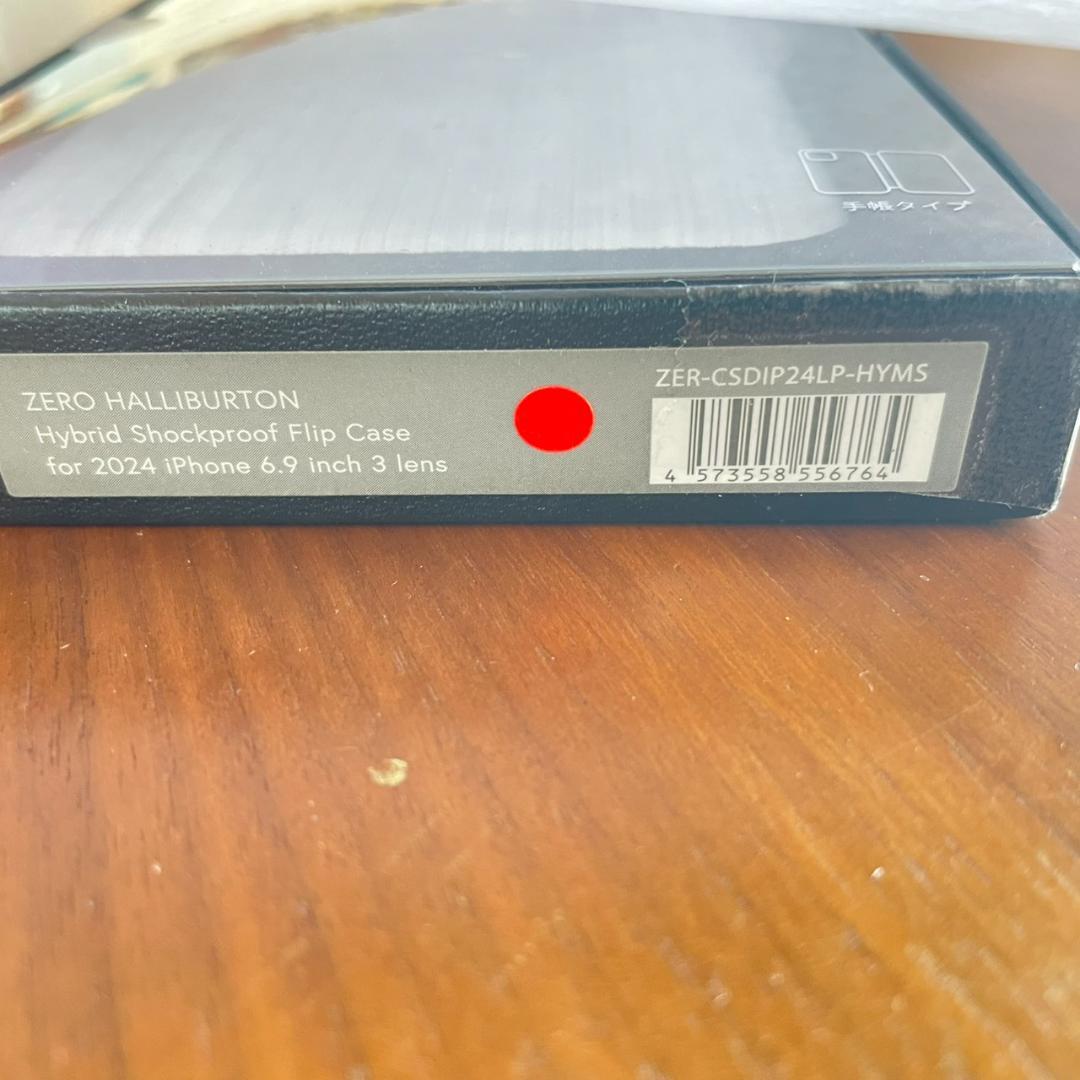 手帳タイプ
ZERO HALLIBURTON
Hybrid Shockproof Flip Case
for 2024 iPhone 6.9 inch 3 lens
ZER-CSDIP24LP-HYMS
4 573558 556764